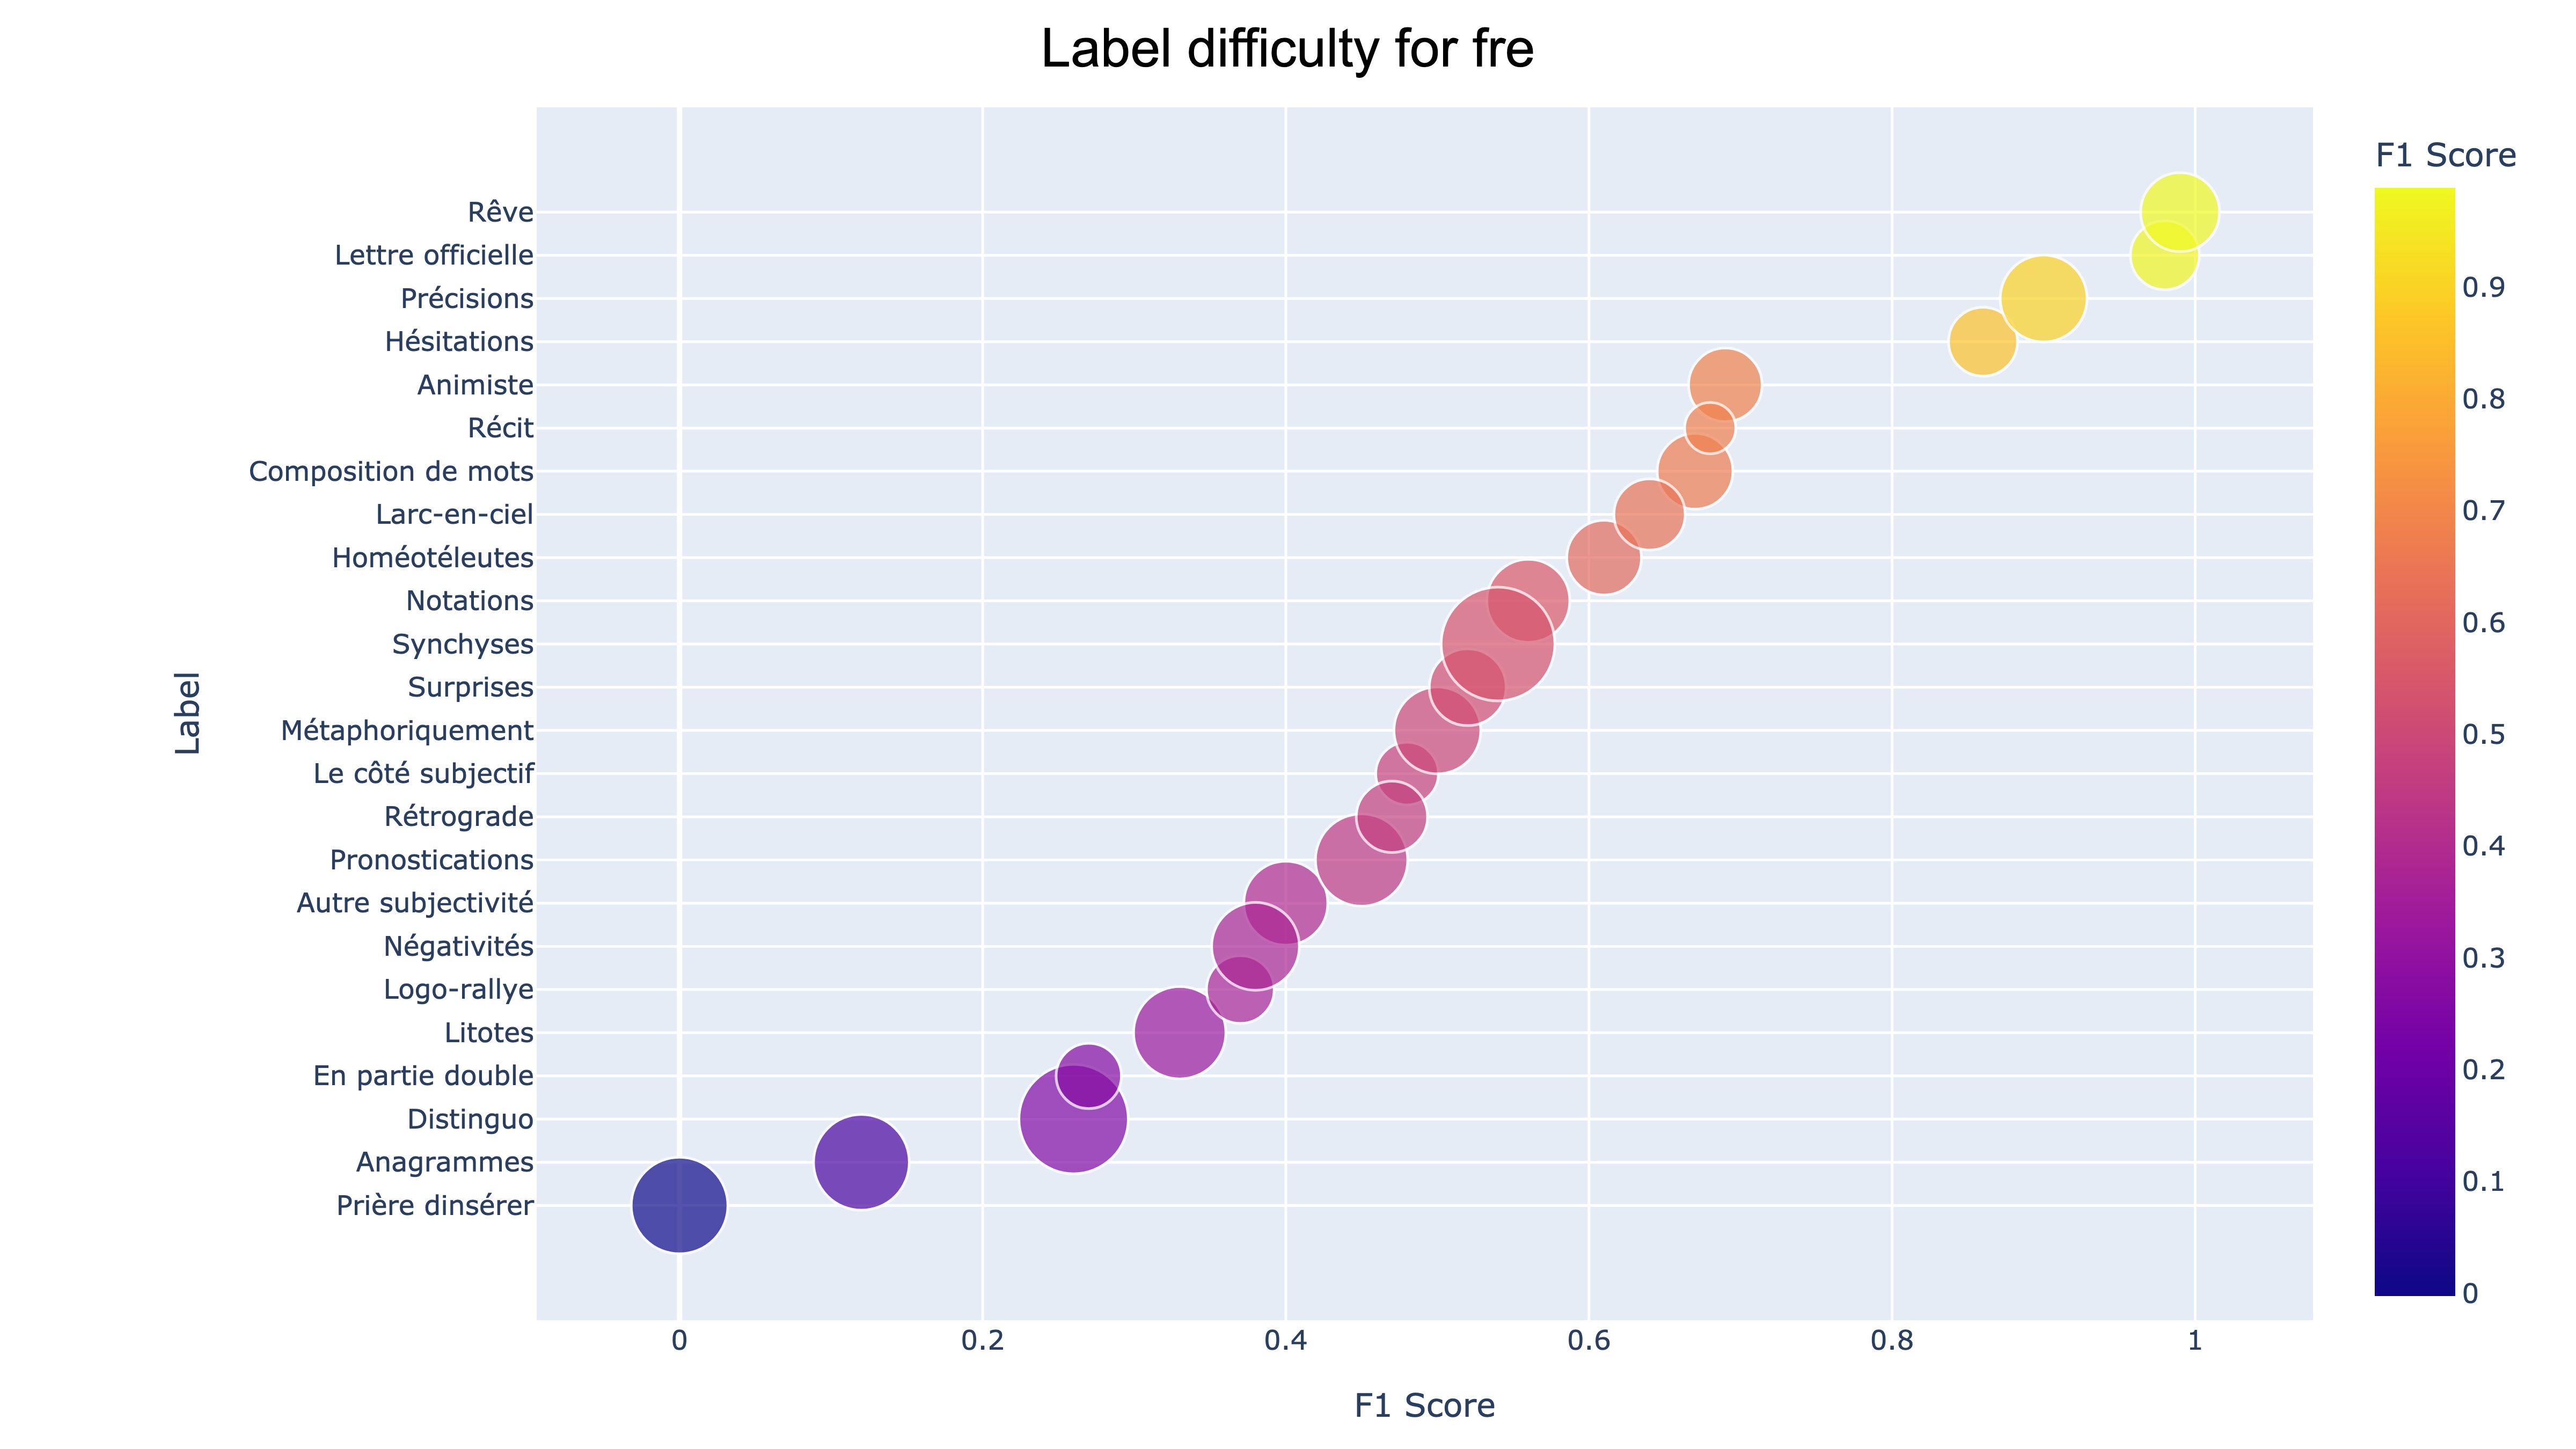 Label difficulty for fre
F1 Score
Rêve
Lettre officielle
Précisions
Hésitations
Animiste
Récit
Composition de mots
Larc-en-ciel
Homéotéleutes
Notations
Synchyses
Surprises
Métaphoriquement
Le côté subjectif
Rétrograde
Pronostications
Autre subjectivité
Négativités
Logo-rallye
Litotes
En partie double
Distinguo
Anagrammes
Prière dinsérer
Label
0.9
0.8
0.7
0.6
0.5
0.4
0.3
0.2
0.1
0
0 0.2 0.4 0.6 0.8 1
F1 Score